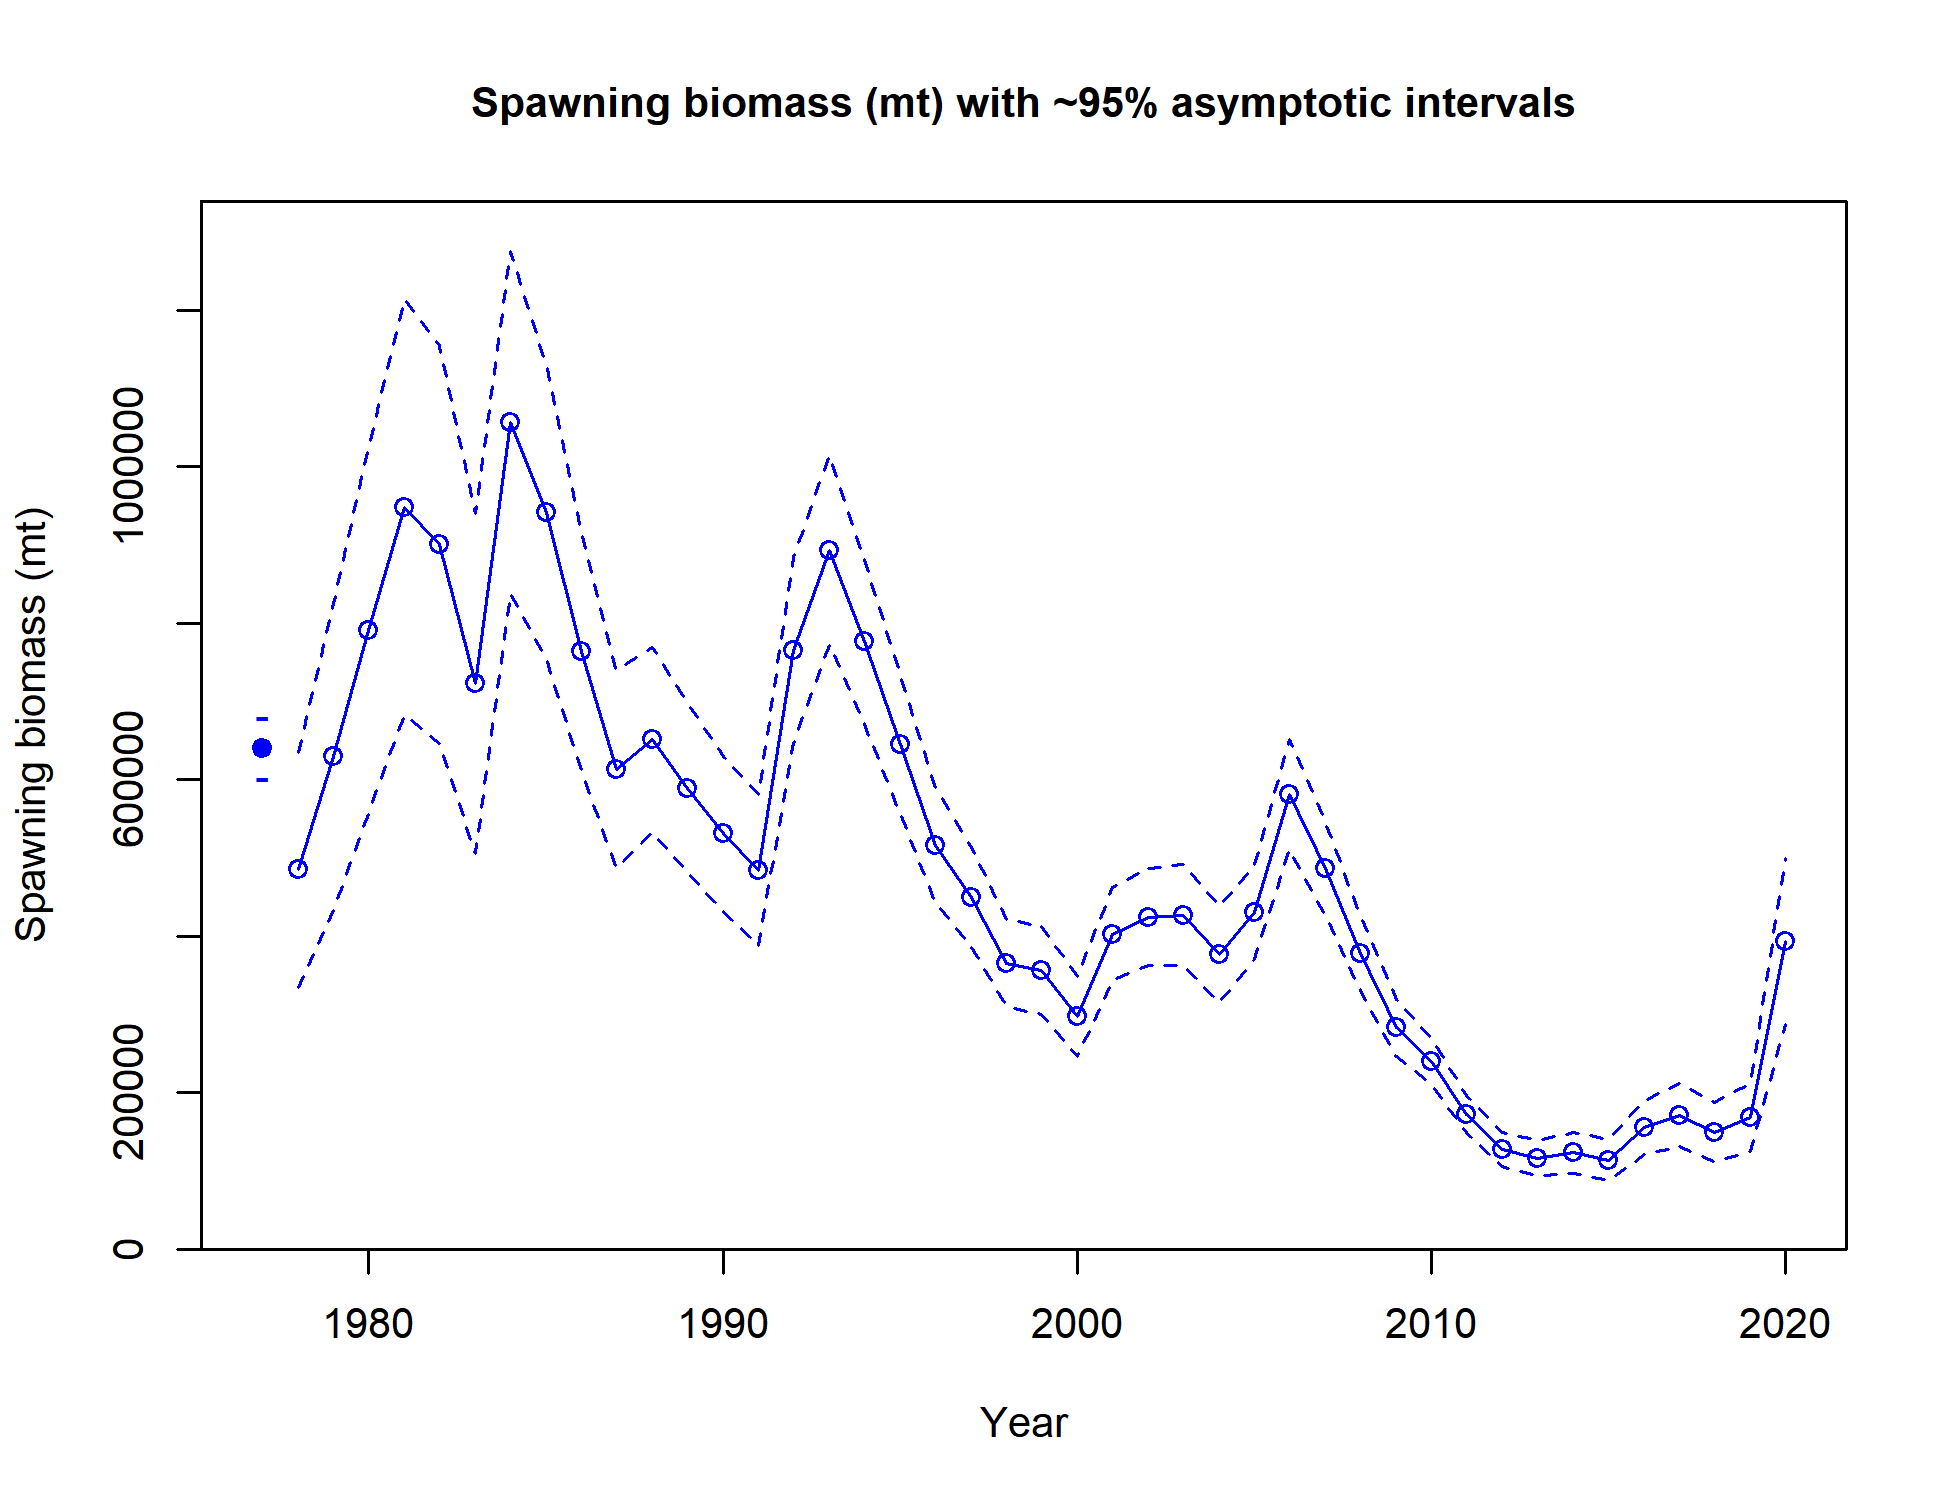 Spawning biomass (mt) with ~95% asymptotic intervals
Spawning biomass (mt)
1000000
600000
200000
0
1980 1990 2000 2010 2020
Year